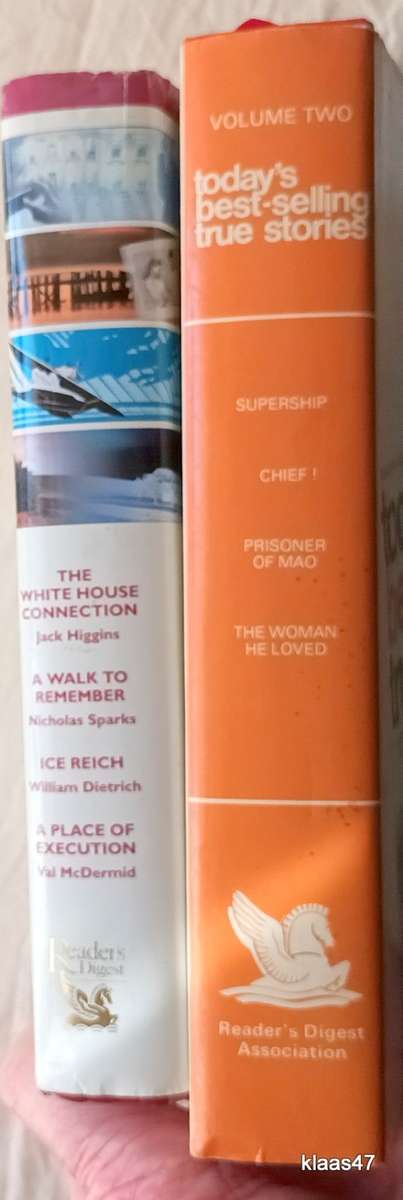 THE
WHITE HOUSE
CONNECTION
Jack Higgins
A WALK TO
REMEMBER
Nicholas Sparks
ICE REICH
William Dietrich
A PLACE OF
EXECUTION
Val McDermid
Reader's
Digest
VOLUME TWO
today's
best-selling
true stories
SUPERSHIP
CHIEF !
PRISONER
OF MAO
THE WOMAN
HE LOVED
Reader's Digest
Association
klaas47